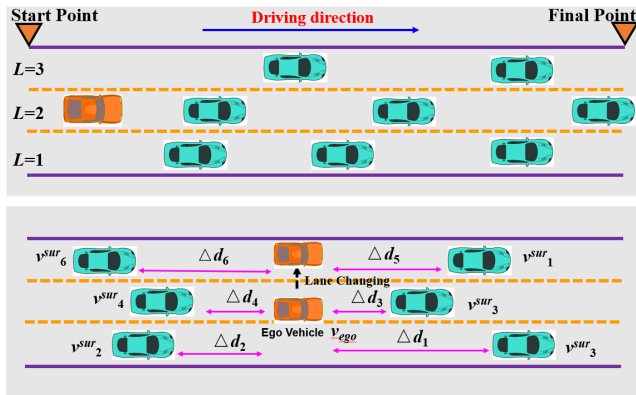 Start Point
Final Point
Driving direction
L=3
L=2
L=1
v^sur_6
△d_6
△d_5
v^sur_1
Lane Changing
v^sur_4
△d_4
△d_3
v^sur_3
Ego Vehicle v_ego
v^sur_2
△d_2
△d_1
v^sur_3